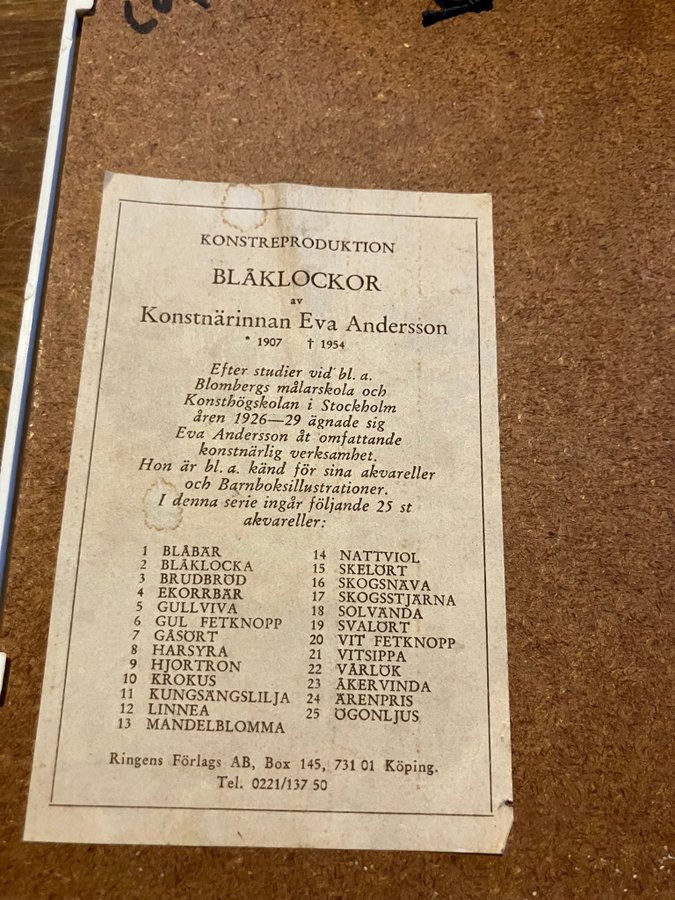 KONSTREPRODUKTION
BLÅKLOCKOR
av
Konstnärinnan Eva Andersson
* 1907 † 1954
Efter studier vid bl. a.
Blombergs målarskola och
Konsthögskolan i Stockholm
åren 1926—29 ägnade sig
Eva Andersson åt omfattande
konstnärlig verksamhet.
Hon är bl. a. känd för sina akvareller
och Barnboksillustrationer.
I denna serie ingår följande 25 st
akvareller:
1 BLÅBÄR
2 BLÅKLOCKA
3 BRUDBRÖD
4 EKORRBÄR
5 GULLVIVA
6 GUL FETKNOPP
7 GÅSÖRT
8 HARSYRA
9 HJORTRON
10 KROKUS
11 KUNGSÄNGSLILJA
12 LINNEA
13 MANDELBLOMMA
14 NATTVIOL
15 SKELÖRT
16 SKOGSNÄVA
17 SKOGSSTJÄRNA
18 SOLVÄNDA
19 SVALÖRT
20 VIT FETKNOPP
21 VITSIPPA
22 VÅRLÖK
23 ÅKERVINDA
24 ÄRENPRIS
25 ÖGONLJUS
Ringens Förlags AB, Box 145, 731 01 Köping.
Tel. 0221/137 50